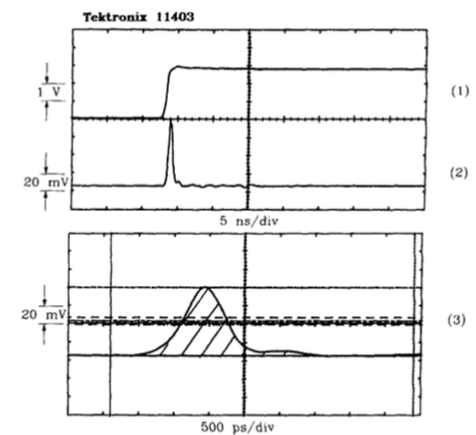 Tektronix 11403
1 V
(1)
20 mV
(2)
5 ns/div
20 mV
(3)
500 ps/div